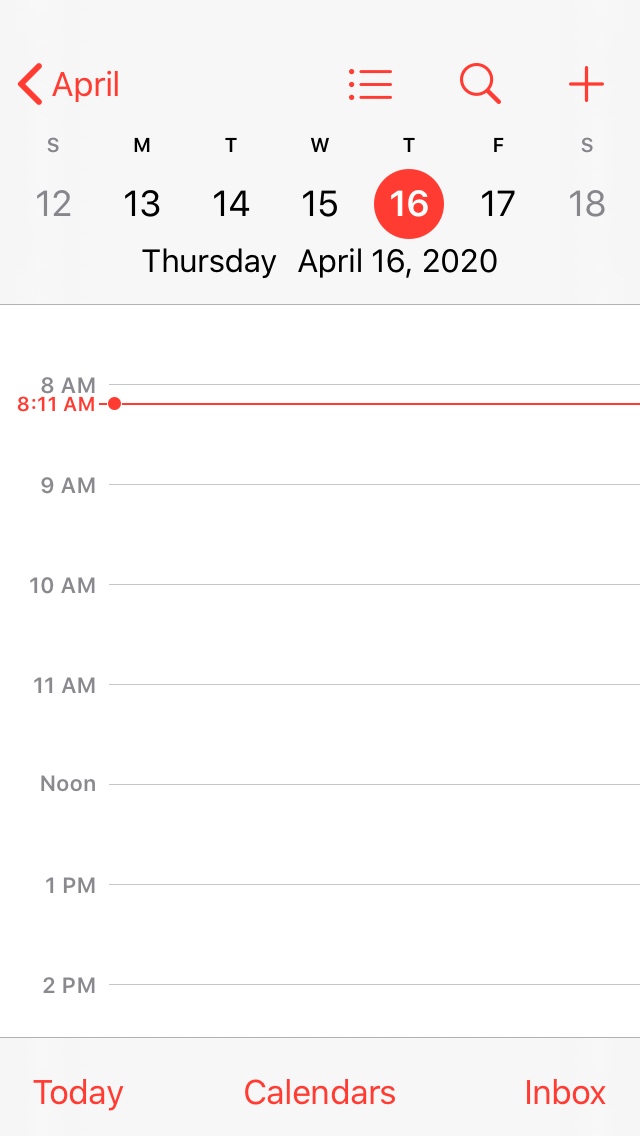 April
S M T W T F S
12 13 14 15 16 17 18
Thursday April 16, 2020
8 AM
8:11 AM
9 AM
10 AM
11 AM
Noon
1 PM
2 PM
Today Calendars Inbox